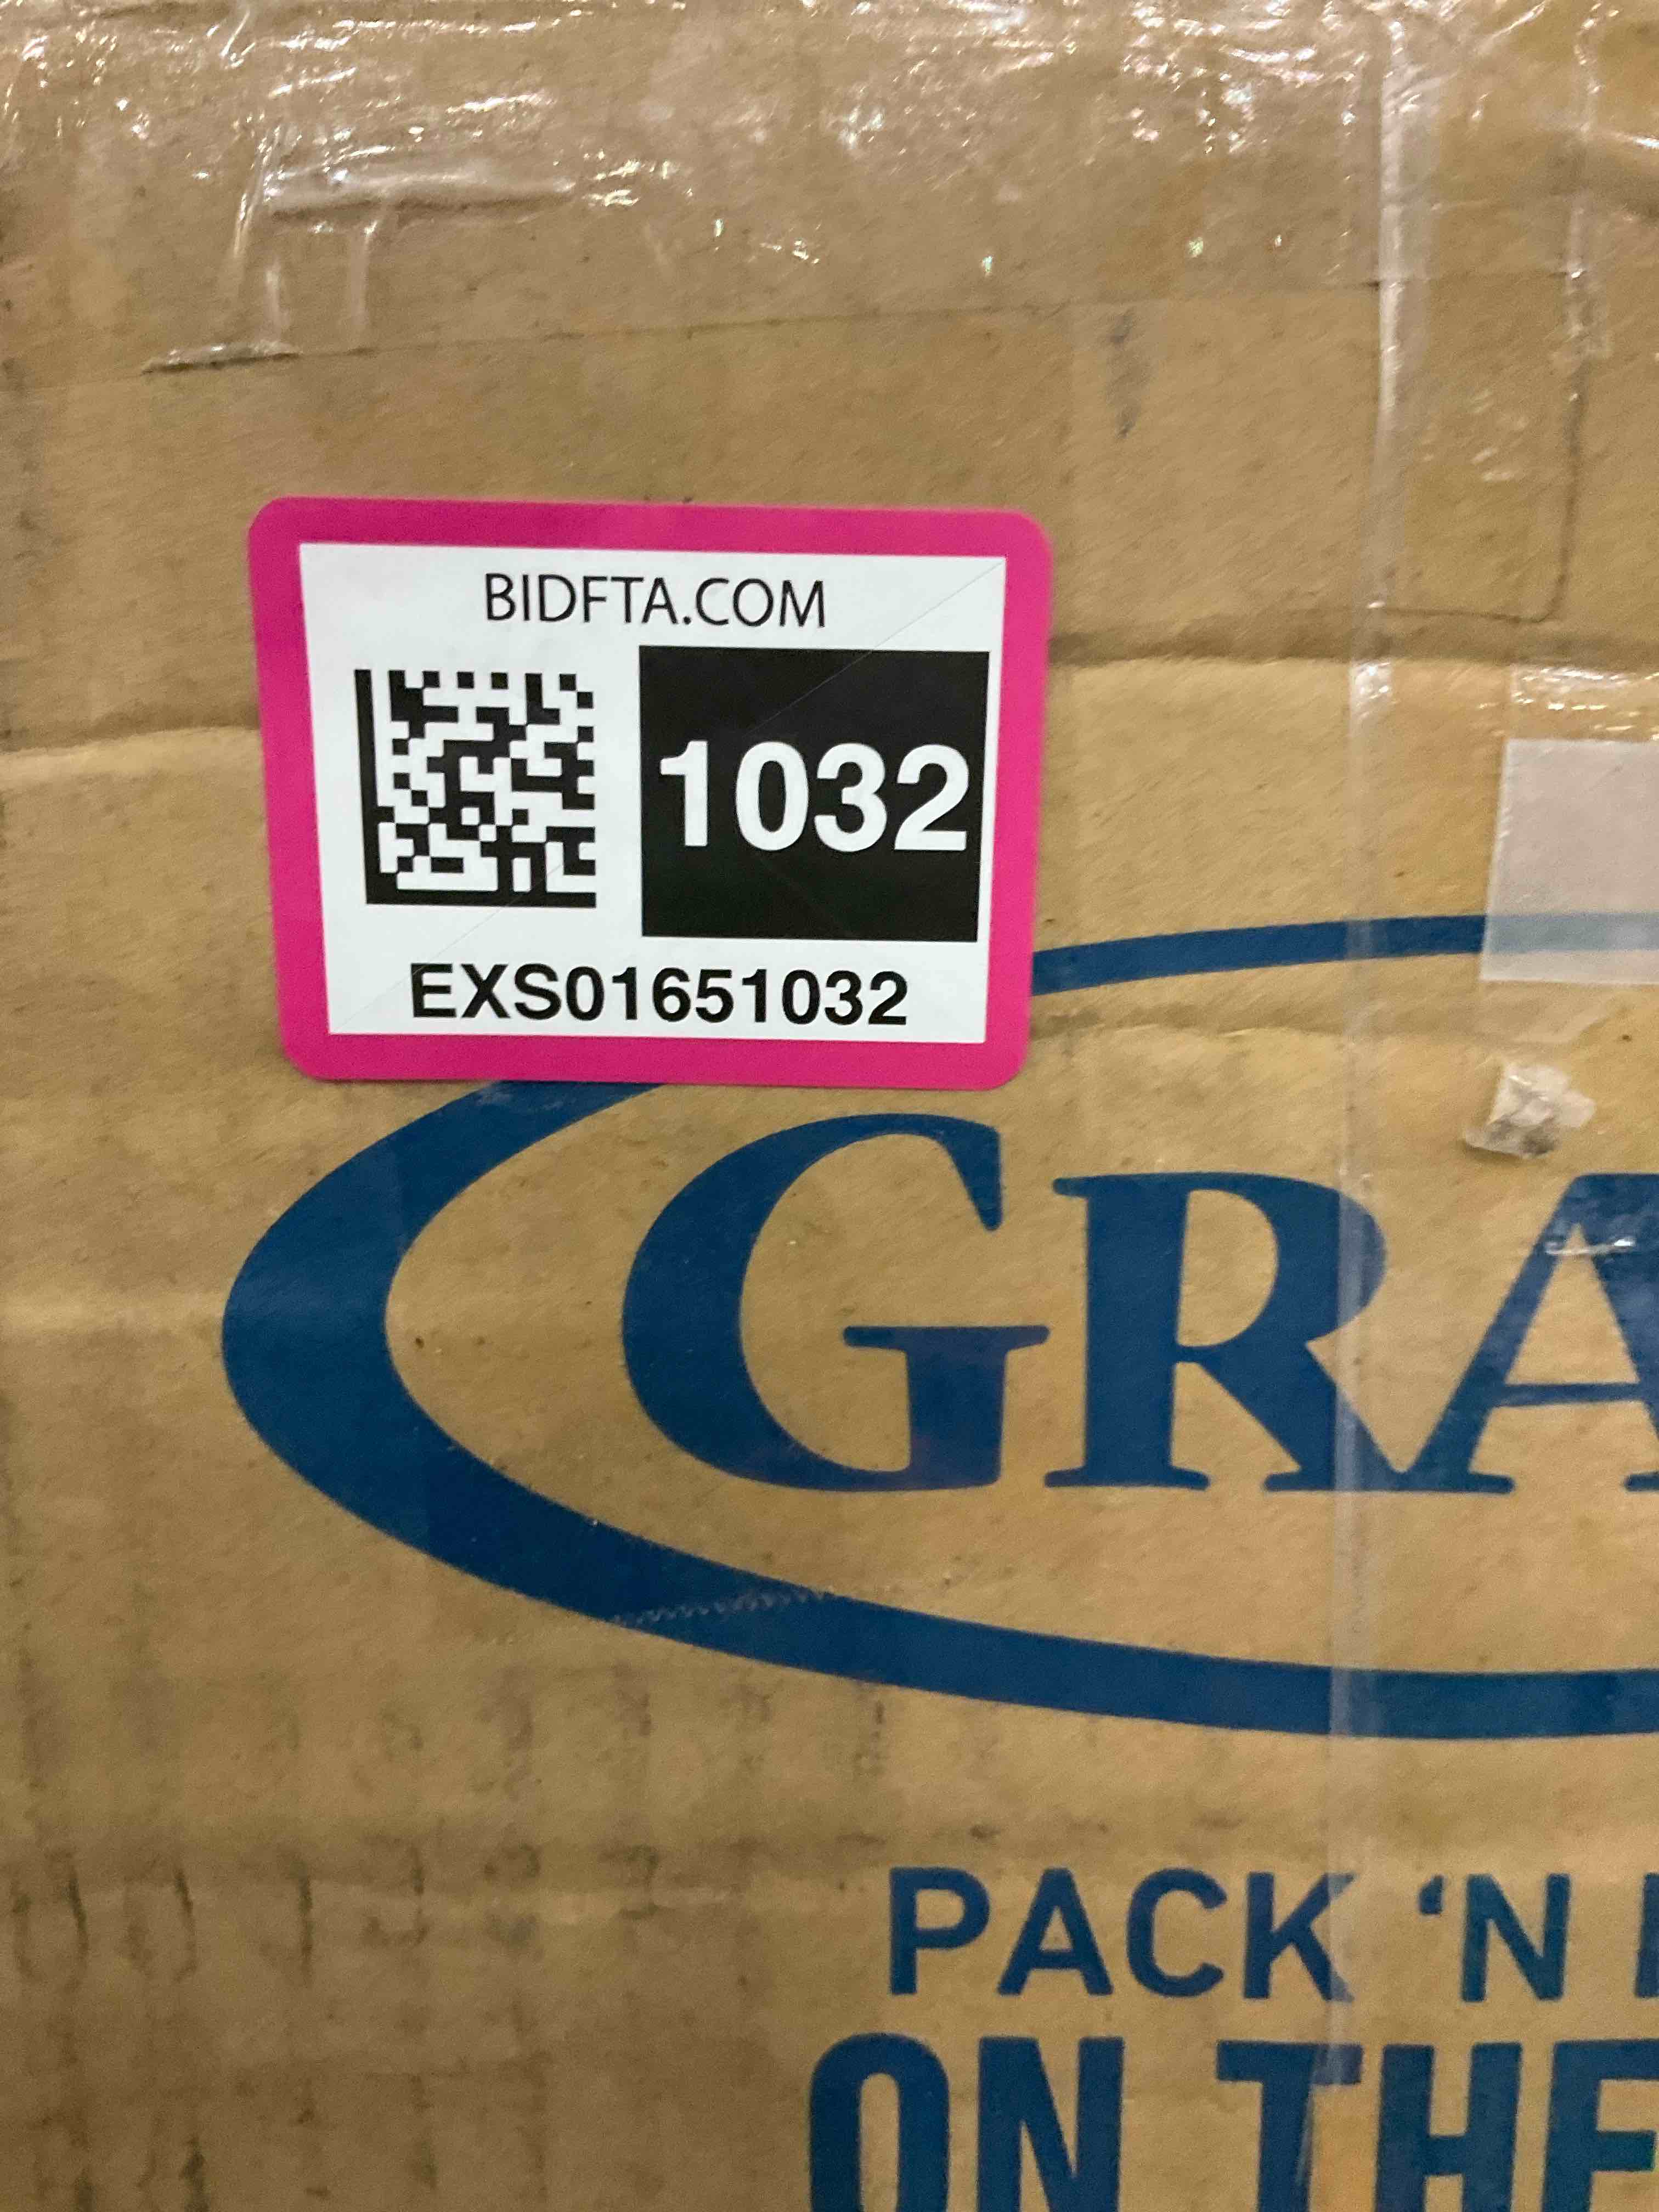 BIDFTA.COM
1032
EXS01651032
GRA
PACK 'N
ON THE